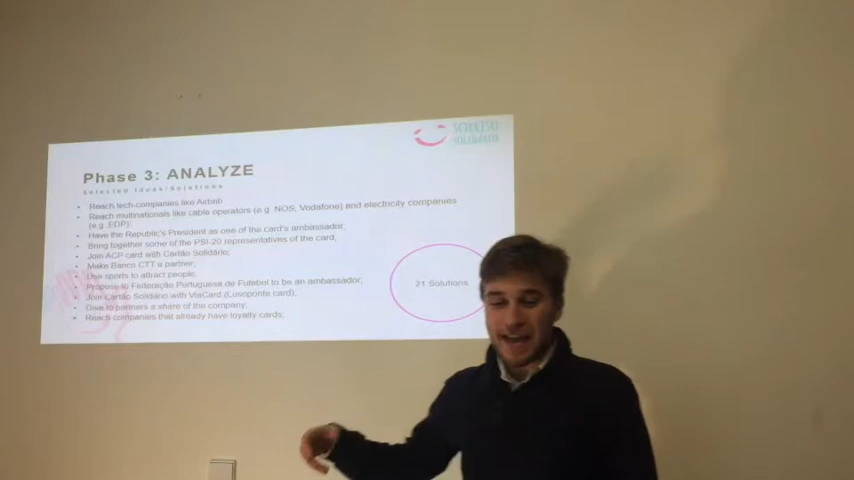 Phase 3: ANALYZE
Selected Ideas/Solutions
• Reach tech-companies like Airbnb
• Reach multinationals like cable operators (e.g. NOS, Vodafone) and electricity companies
(e.g. EDP);
• Have the Republic's President as one of the card's ambassador;
• Bring together some of the PSI-20 representatives of the card;
• Join ACP card with Cartão Solidário;
• Make Banco CTT a partner;
• Use sports to attract people;
• Propose to Federação Portuguesa de Futebol to be an ambassador;
• Join Cartão Solidário with ViaCard (Lusoponte card);
• Give to partners a share of the company;
• Reach companies that already have loyalty cards;
21 Solutions